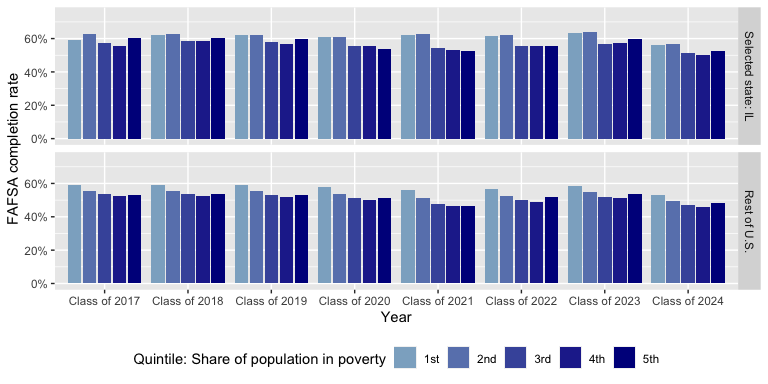 FAFSA completion rate
60%
40%
20%
0%
Selected state: IL
60%
40%
20%
0%
Rest of U.S.
Class of 2017 Class of 2018 Class of 2019 Class of 2020 Class of 2021 Class of 2022 Class of 2023 Class of 2024
Year
Quintile: Share of population in poverty 1st 2nd 3rd 4th 5th